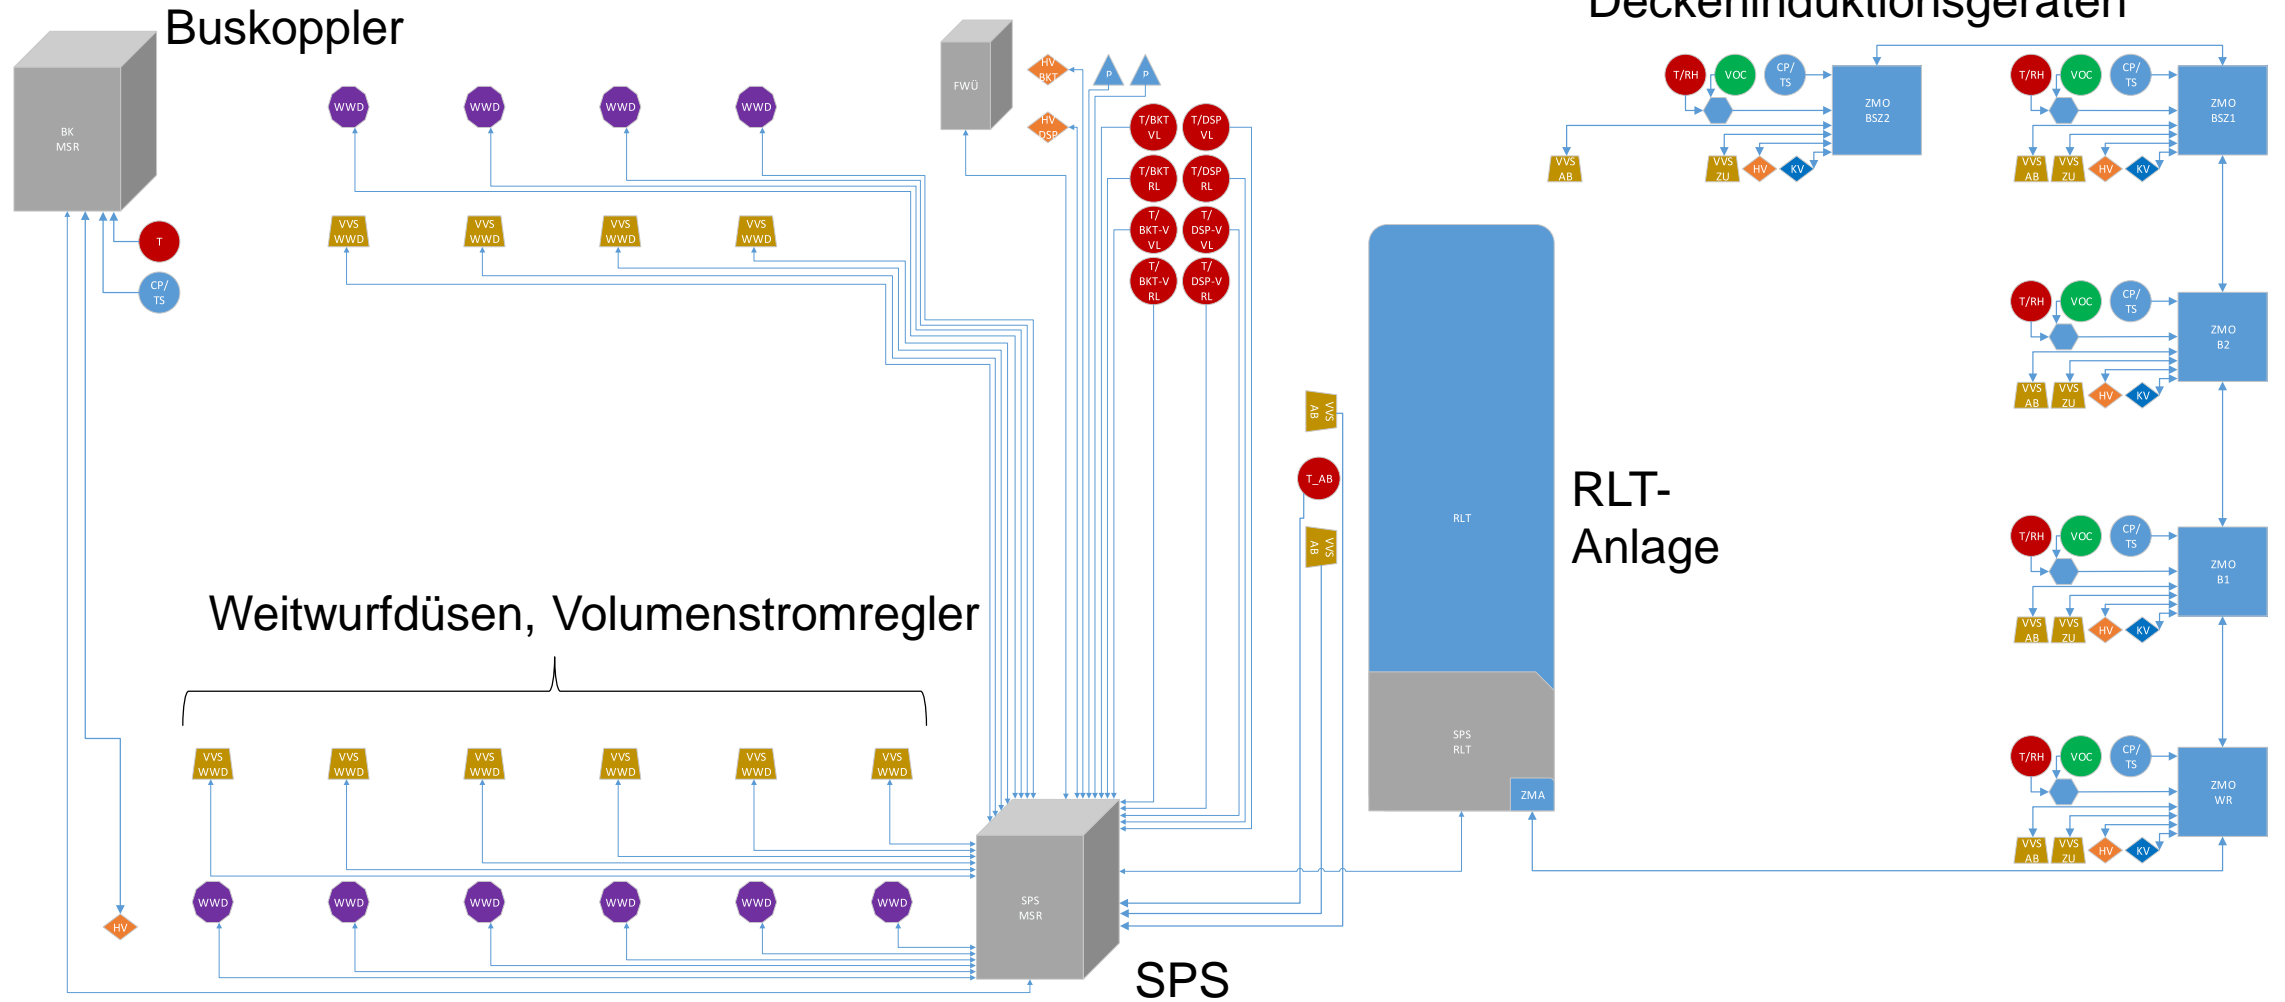 Buskoppler
Deckeninduktionsgeräten
BK
MSR
T
CP/
TS
HV
WWD
WWD
WWD
WWD
VVS
WWD
VVS
WWD
VVS
WWD
VVS
WWD
FWÜ
HV
BKT
HV
DSP
P
P
T/BKT
VL
T/DSP
VL
T/BKT
RL
T/DSP
RL
T/
BKT-V
VL
T/
DSP-V
VL
T/
BKT-V
RL
T/
DSP-V
RL
Weitwurfdüsen, Volumenstromregler
VVS
WWD
VVS
WWD
VVS
WWD
VVS
WWD
VVS
WWD
VVS
WWD
WWD
WWD
WWD
WWD
WWD
WWD
SPS
MSR
SPS
VVS
AB
T_AB
VVS
AB
RLT
SPS
RLT
ZMA
RLT-
Anlage
T/RH
VOC
CP/
TS
ZMO
BSZ2
VVS
AB
VVS
ZU
HV
KV
T/RH
VOC
CP/
TS
ZMO
BSZ1
VVS
AB
VVS
ZU
HV
KV
T/RH
VOC
CP/
TS
ZMO
B2
VVS
AB
VVS
ZU
HV
KV
T/RH
VOC
CP/
TS
ZMO
B1
VVS
AB
VVS
ZU
HV
KV
T/RH
VOC
CP/
TS
ZMO
WR
VVS
AB
VVS
ZU
HV
KV